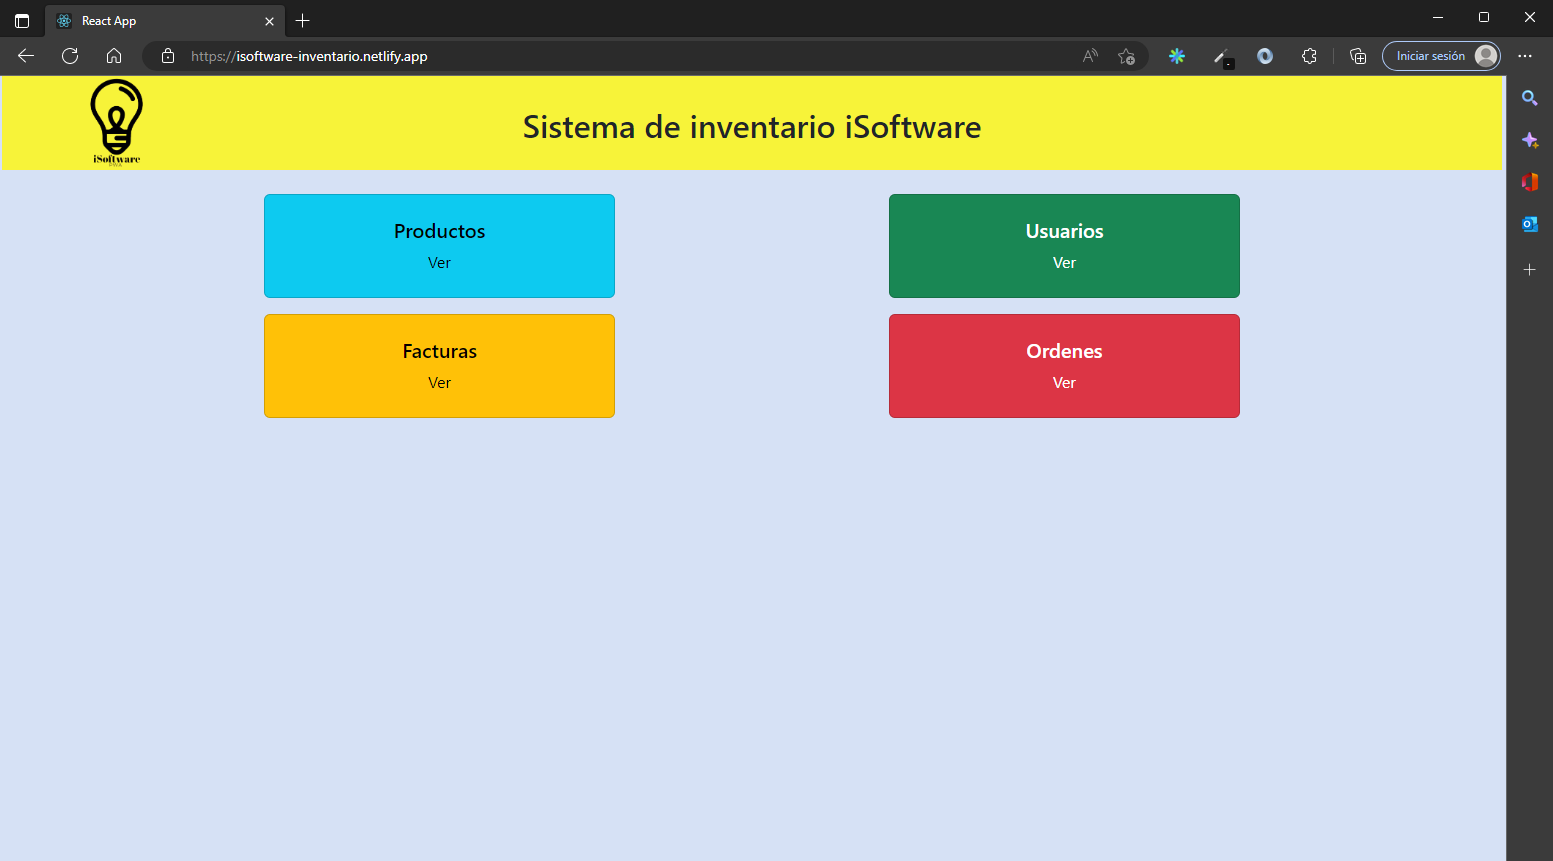 React App
https://isoftware-inventario.netlify.app
Iniciar sesión
iSoftware
Sistema de inventario iSoftware
Productos
Ver
Usuarios
Ver
Facturas
Ver
Ordenes
Ver